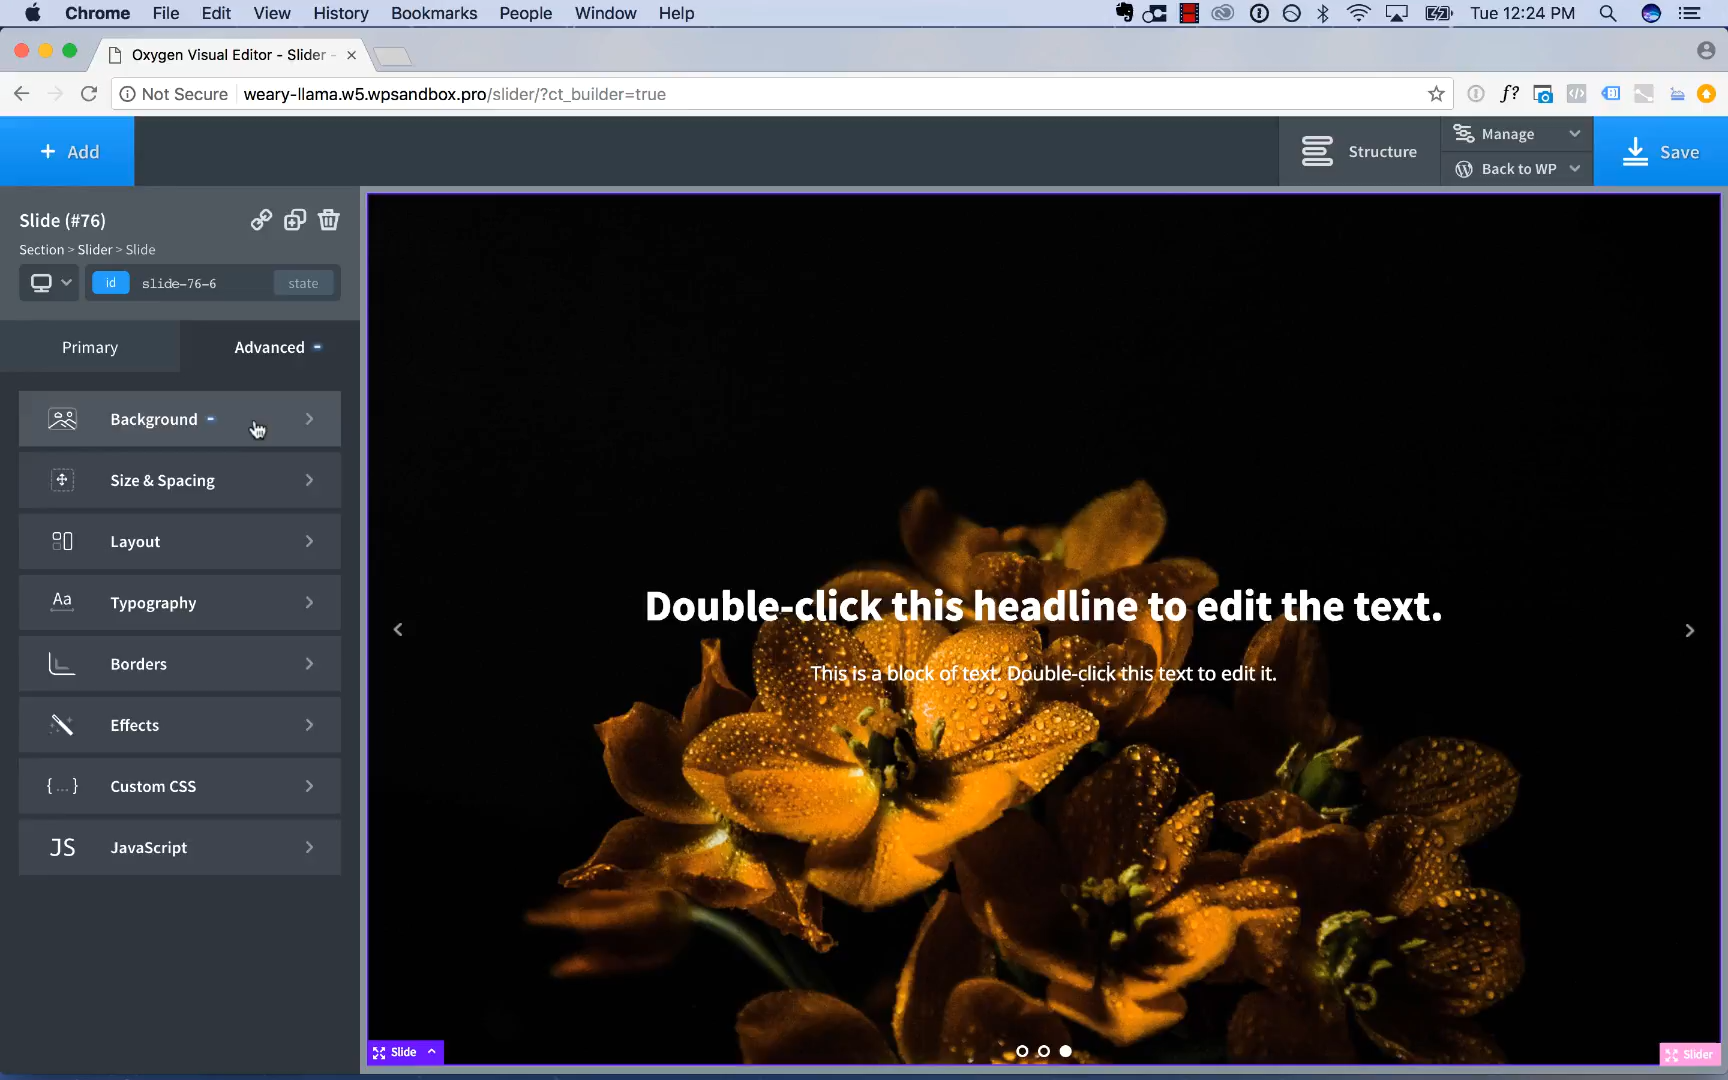 Chrome File Edit View History Bookmarks People Window Help Tue 12:24 PM
Oxygen Visual Editor - Slider -
Not Secure weary-llama.w5.wpsandbox.pro/slider/?ct_builder=true f?
+ Add
Structure
Manage
Back to WP
Save
Slide (#76)
Section > Slider > Slide
id slide-76-6 state
Primary
Advanced
Background
Size & Spacing
Layout
Aa Typography
Borders
Effects
{...} Custom CSS
JS JavaScript
Double-click this headline to edit the text.
This is a block of text. Double-click this text to edit it.
Slide
Slider